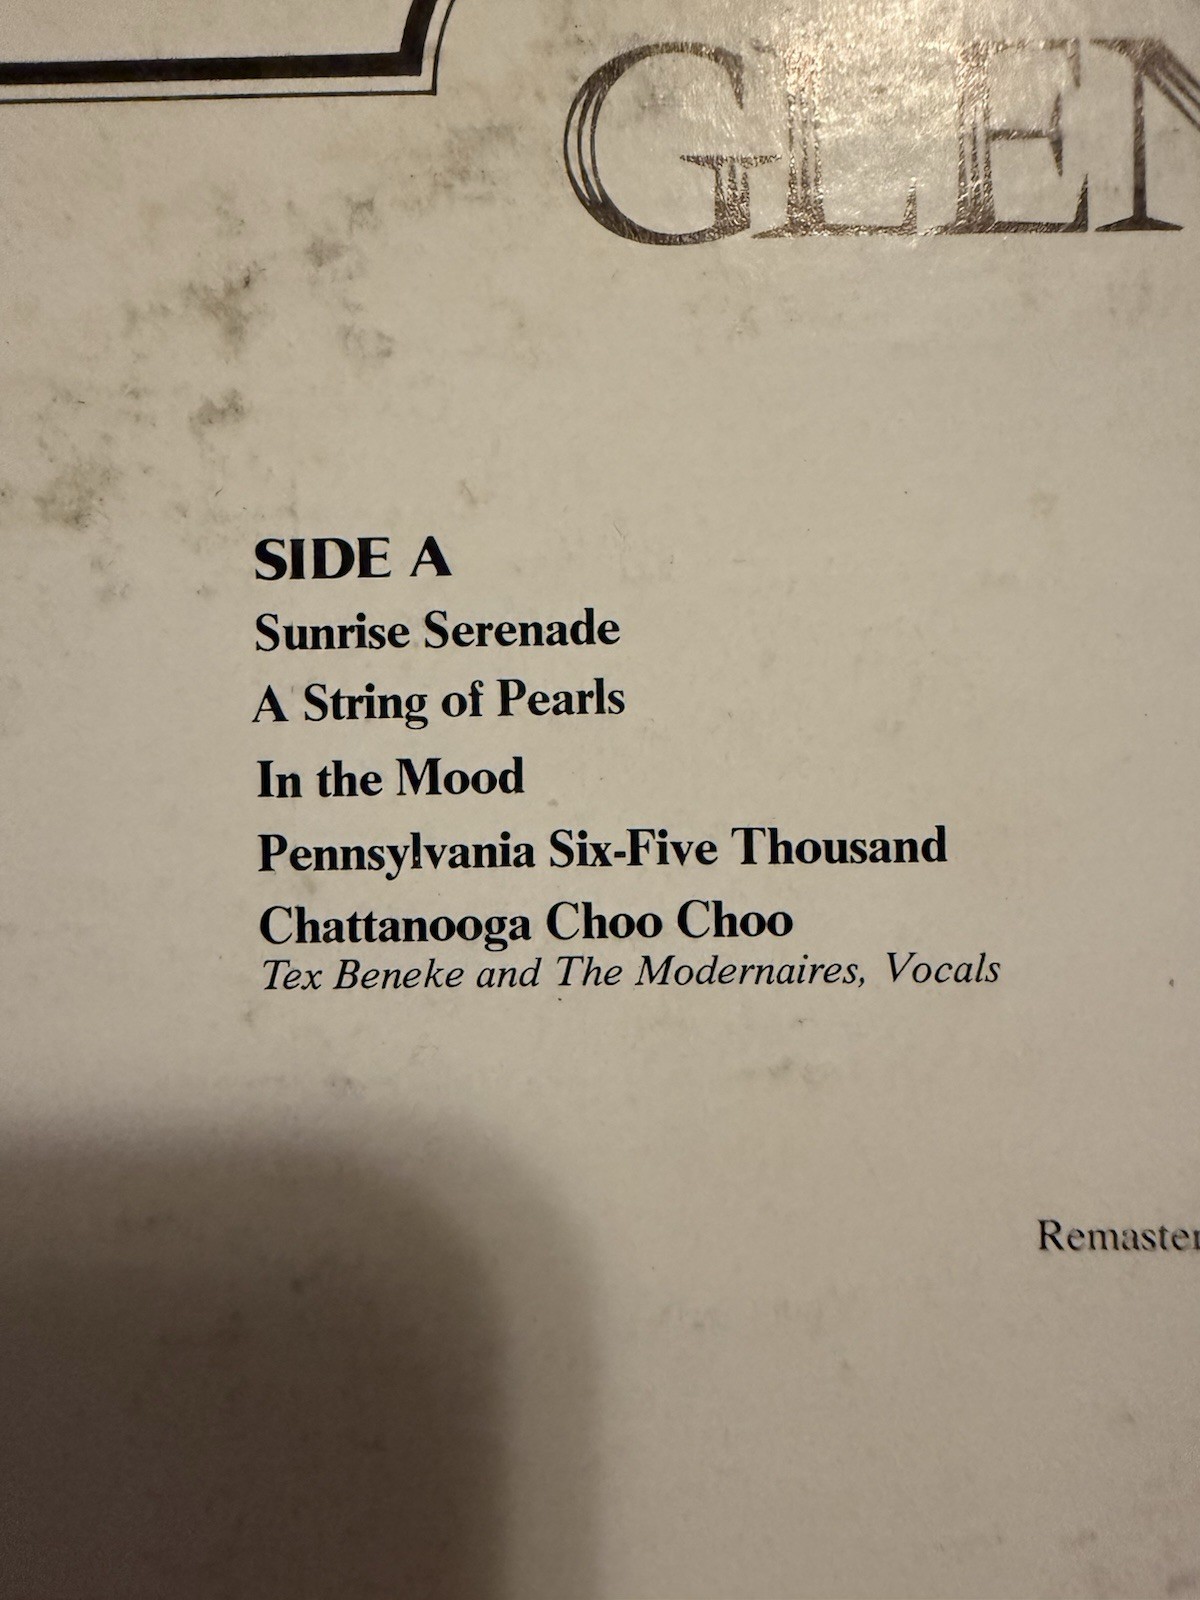 GLEN
SIDE A
Sunrise Serenade
A String of Pearls
In the Mood
Pennsylvania Six-Five Thousand
Chattanooga Choo Choo
Tex Beneke and The Modernaires, Vocals
Remaster